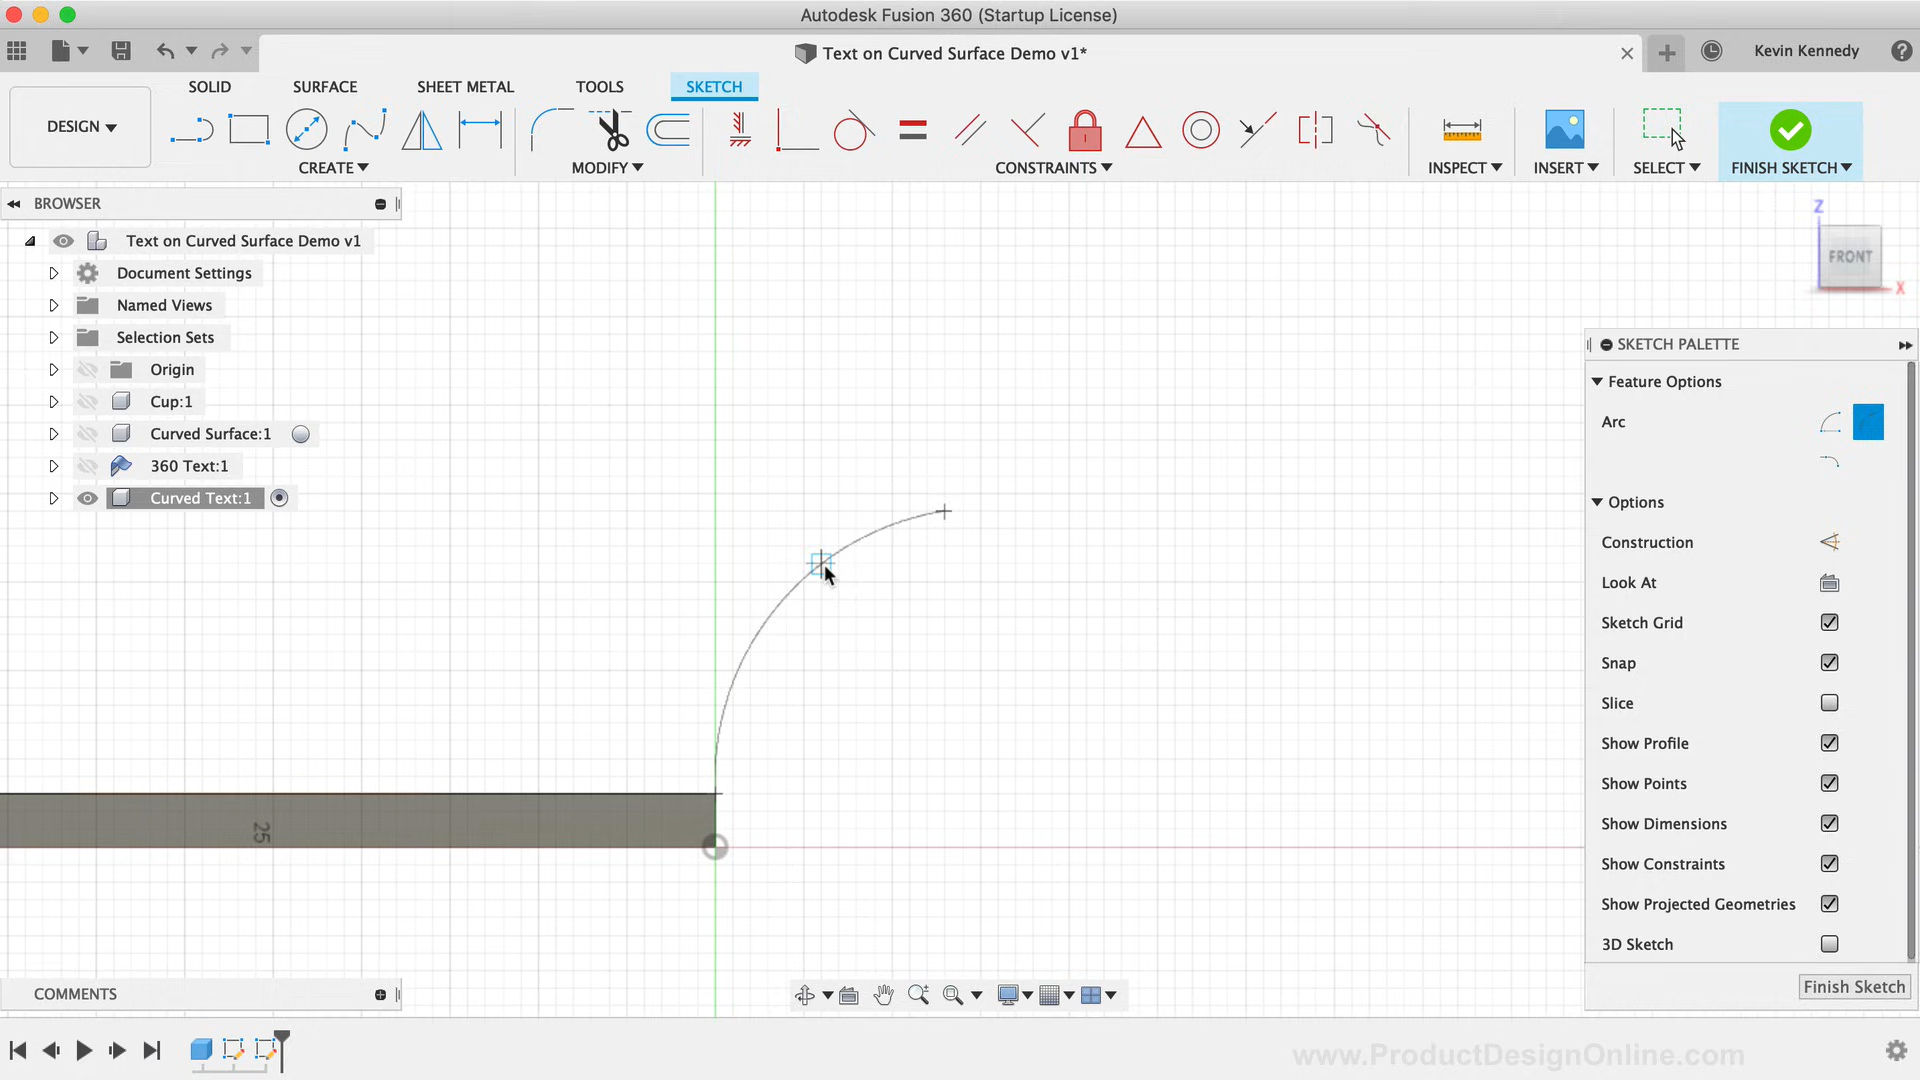 Autodesk Fusion 360 (Startup License)
Text on Curved Surface Demo v1*
Kevin Kennedy
SOLID SURFACE SHEET METAL TOOLS SKETCH
DESIGN
CREATE MODIFY CONSTRAINTS INSPECT INSERT SELECT FINISH SKETCH
BROWSER
Text on Curved Surface Demo v1
Document Settings
Named Views
Selection Sets
Origin
Cup:1
Curved Surface:1
360 Text:1
Curved Text:1
Z
FRONT
X
SKETCH PALETTE
Feature Options
Arc
Options
Construction
Look At
Sketch Grid
Snap
Slice
Show Profile
Show Points
Show Dimensions
Show Constraints
Show Projected Geometries
3D Sketch
Finish Sketch
25
COMMENTS
www.ProductDesignOnline.com